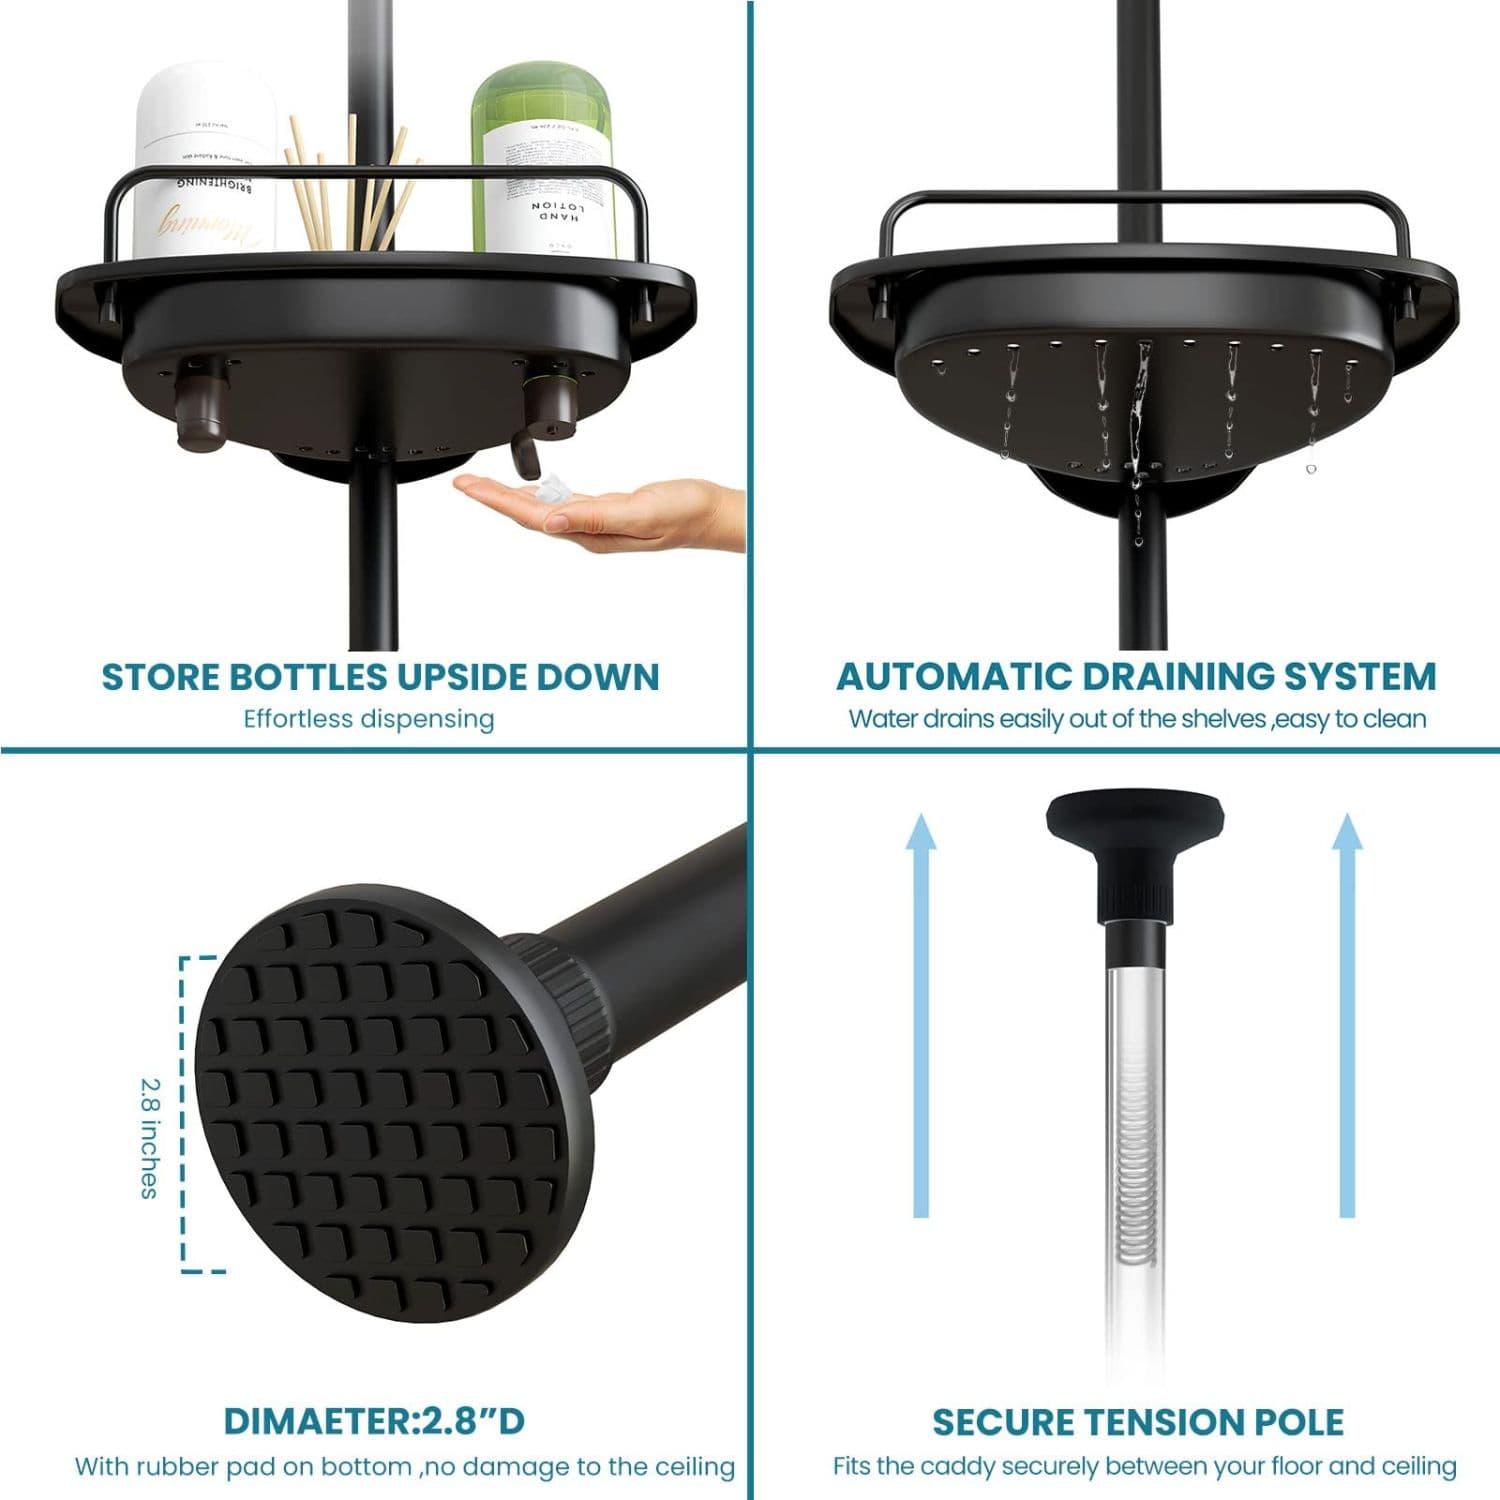 Morning
BRIGHTENING
HAND
LOTION
STORE BOTTLES UPSIDE DOWN
Effortless dispensing
AUTOMATIC DRAINING SYSTEM
Water drains easily out of the shelves ,easy to clean
2.8 inches
DIMAETER:2.8”D
With rubber pad on bottom ,no damage to the ceiling
SECURE TENSION POLE
Fits the caddy securely between your floor and ceiling